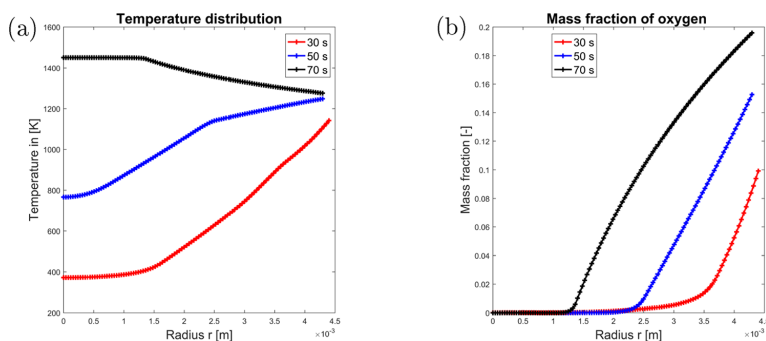 (a)
Temperature distribution
1600
1400
1200
1000
800
600
400
200
Temperature in [K]
30 s
50 s
70 s
0 0.5 1 1.5 2 2.5 3 3.5 4 4.5
Radius r [m] ×10⁻³
(b)
Mass fraction of oxygen
0.2
0.18
0.16
0.14
0.12
0.1
0.08
0.06
0.04
0.02
0
Mass fraction [-]
30 s
50 s
70 s
0 0.5 1 1.5 2 2.5 3 3.5 4 4.
Radius r [m] ×10⁻³